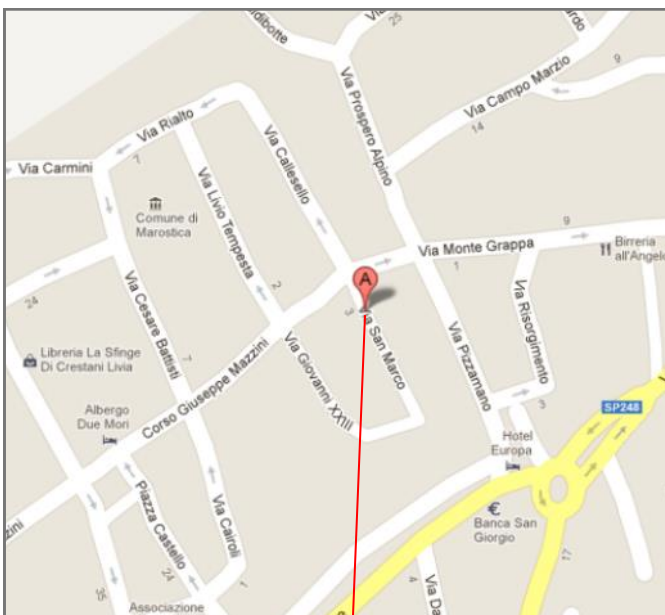 25
Via Campo Marzio
9
14
Via Prospero Alpino
Via Rialto
7
Via Callesello
Via Carmini
Via Livio Tempesta
Comune di
Marostica
9
Via Monte Grappa
1
Birreria
all'Angelo
A
24
2
3
Via San Marco
Via Risorgimento
Via Cesare Battisti
7
Via Giovanni XXIII
Via Pizzamano
Libreria La Sfinge
Di Crestani Livia
Corso Giuseppe Mazzini
3
SP248
Albergo
Due Mori
Hotel
Europa
Piazza Castello
Via Cairoli
Banca San
Giorgio
17
24
25
1
4
Associazione